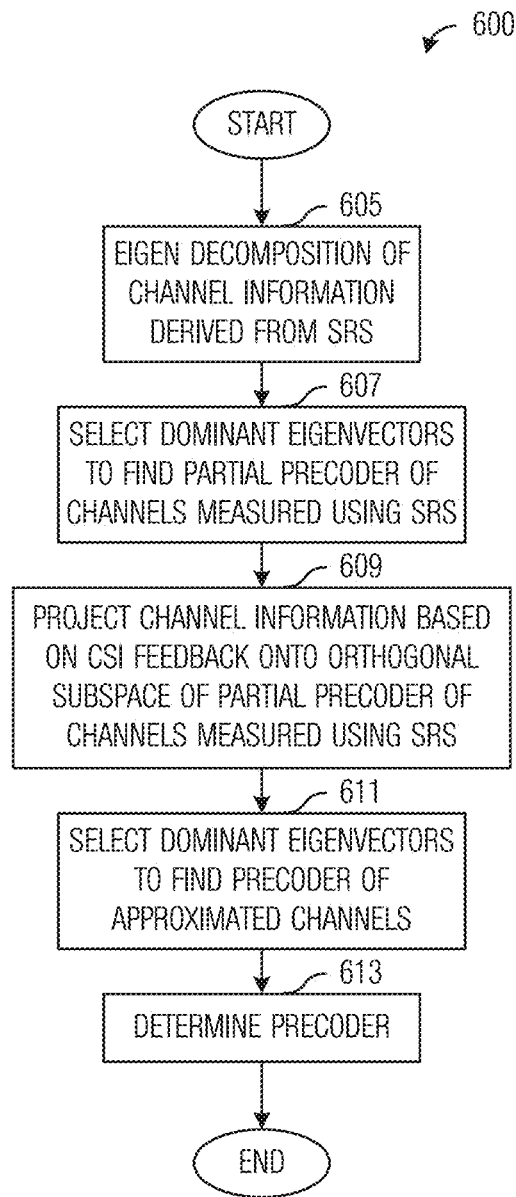 600
START
605
EIGEN DECOMPOSITION OF
CHANNEL INFORMATION
DERIVED FROM SRS
607
SELECT DOMINANT EIGENVECTORS
TO FIND PARTIAL PRECODER OF
CHANNELS MEASURED USING SRS
609
PROJECT CHANNEL INFORMATION BASED
ON CSI FEEDBACK ONTO ORTHOGONAL
SUBSPACE OF PARTIAL PRECODER OF
CHANNELS MEASURED USING SRS
611
SELECT DOMINANT EIGENVECTORS
TO FIND PRECODER OF
APPROXIMATED CHANNELS
613
DETERMINE PRECODER
END